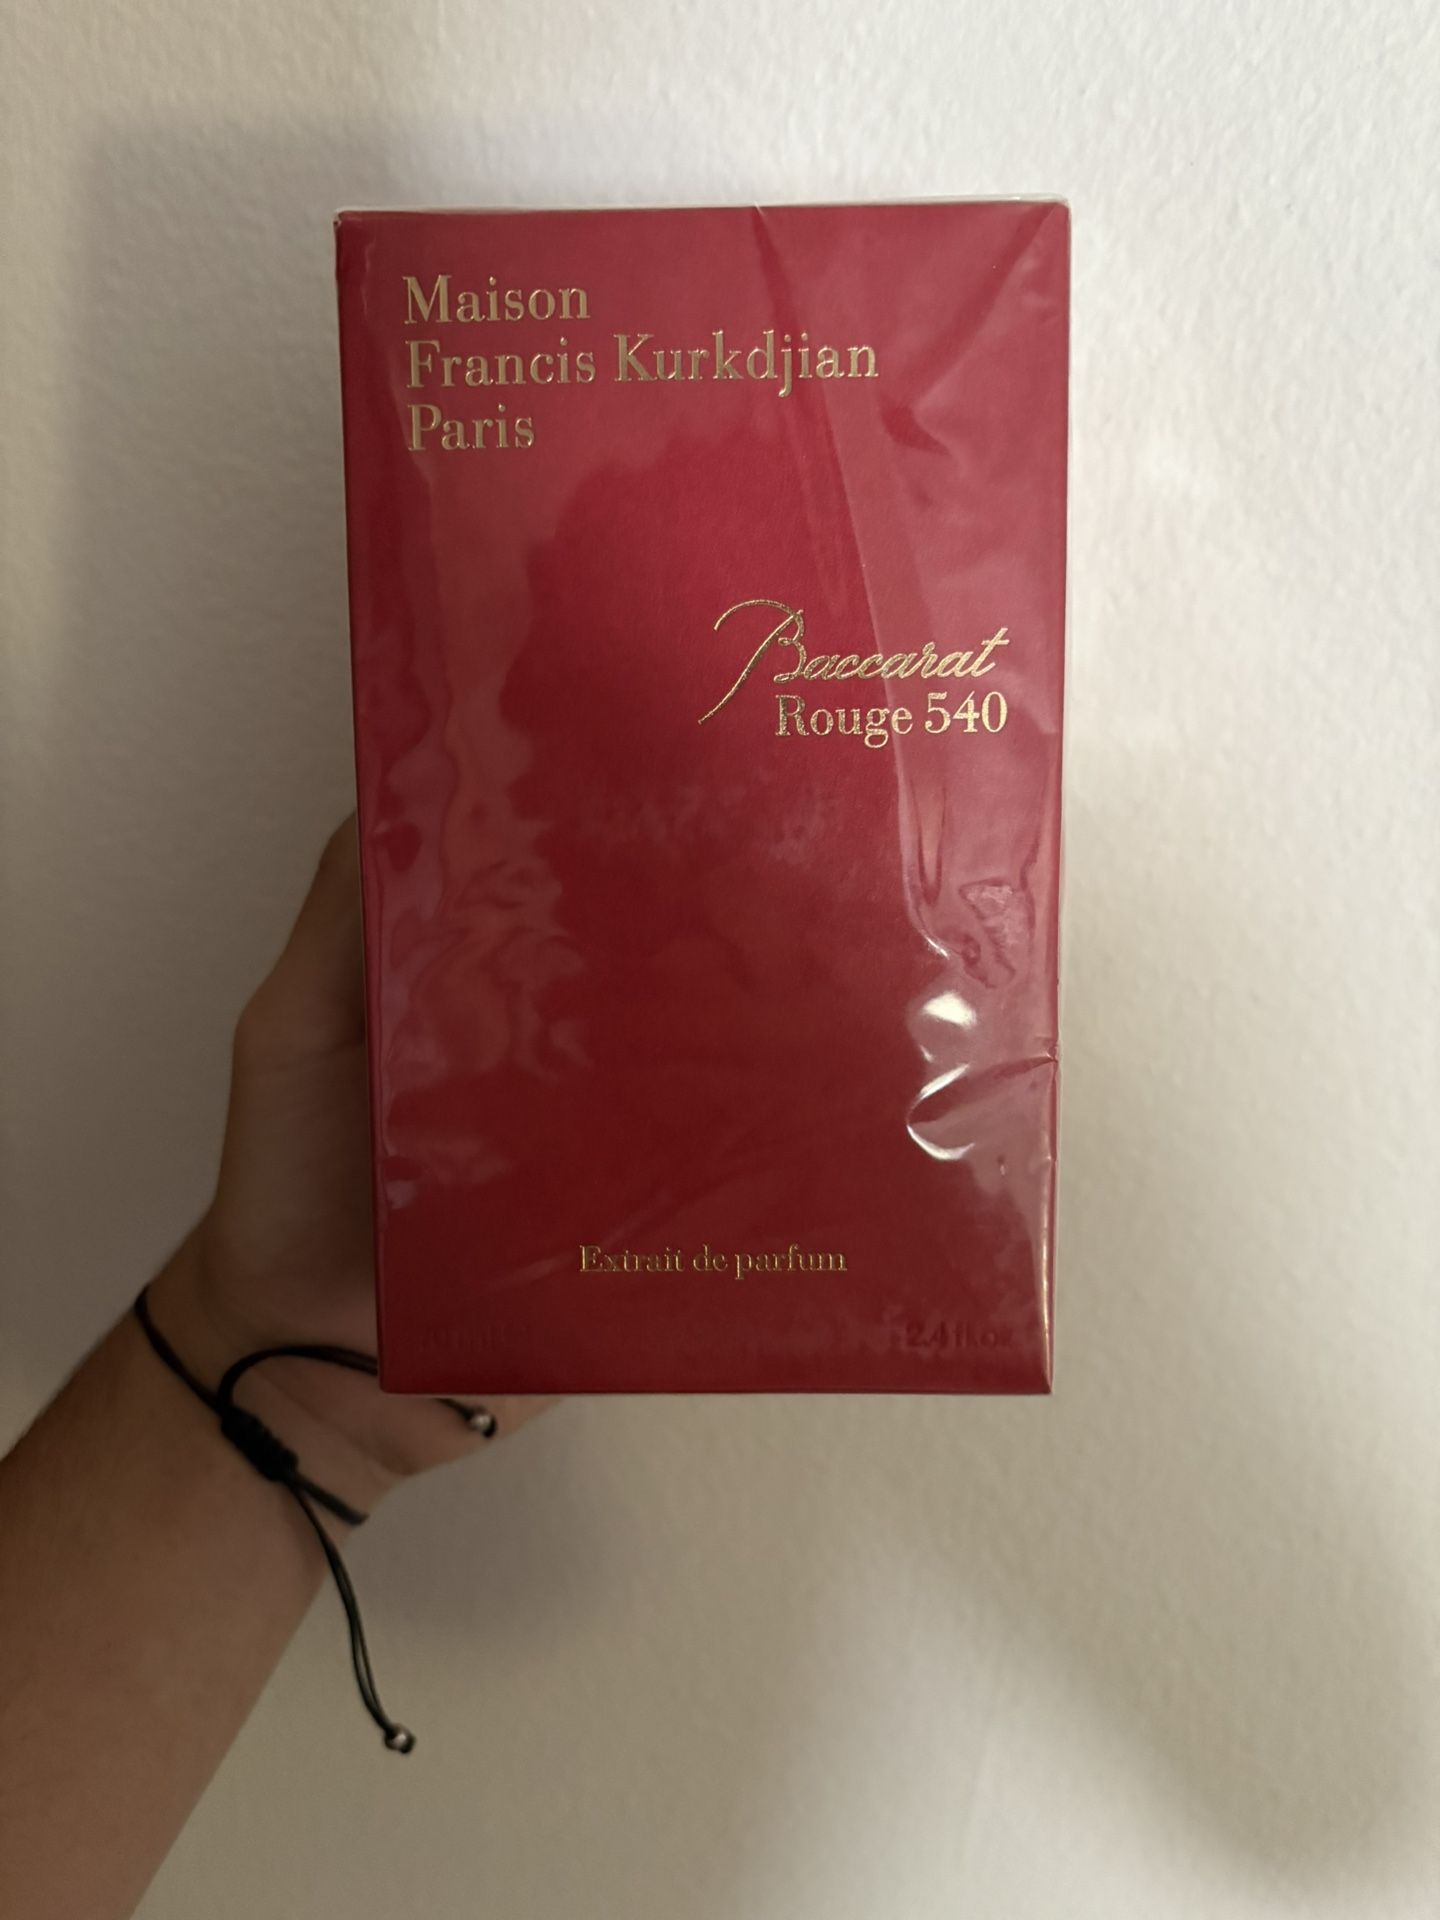 Maison
Francis Kurkdjian
Paris
Baccarat
Rouge 540
Extrait de parfum
2.4 fl.oz